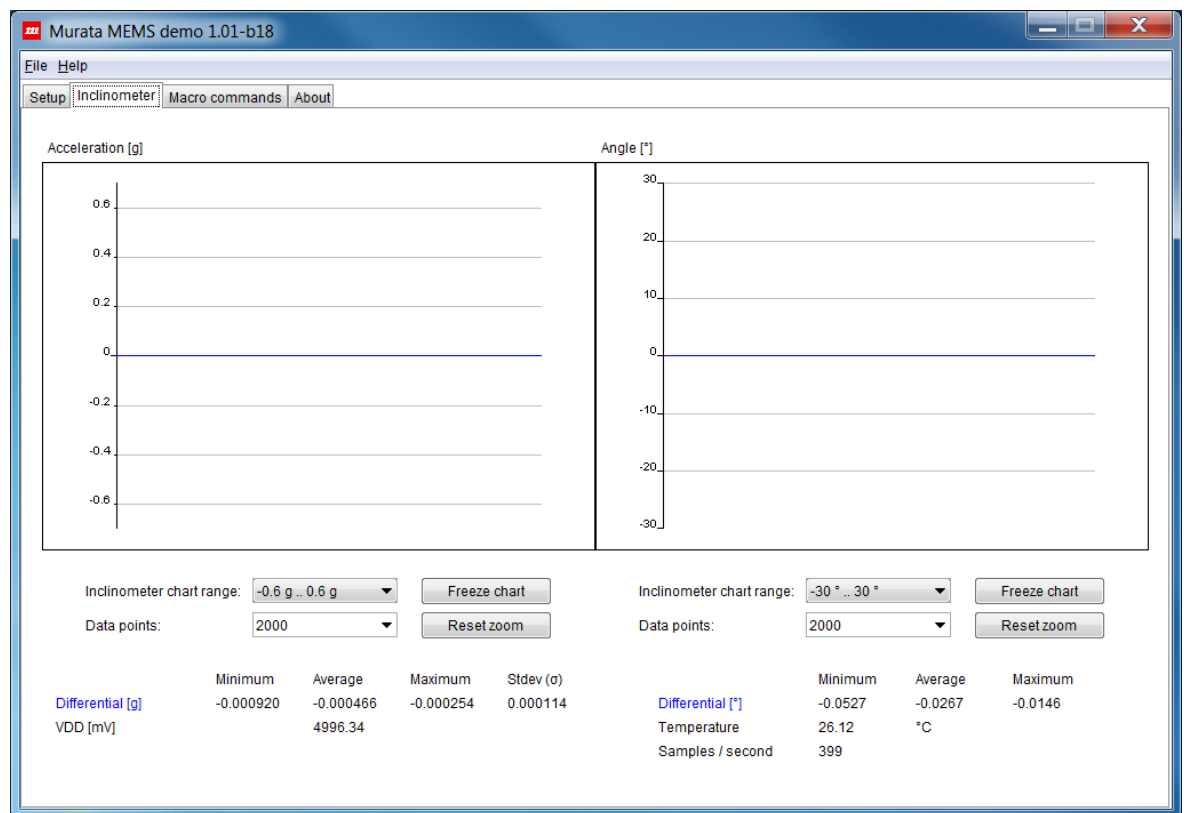 m Murata MEMS demo 1.01-b18
File Help
Setup Inclinometer Macro commands About
Acceleration [g]
0.6
0.4
0.2
0
-0.2
-0.4
-0.6
Angle [°]
30
20
10
0
-10
-20
-30
Inclinometer chart range: -0.6 g .. 0.6 g Freeze chart
Data points: 2000 Reset zoom
Inclinometer chart range: -30 ° .. 30 ° Freeze chart
Data points: 2000 Reset zoom
Minimum Average Maximum Stdev (σ)
Differential [g] -0.000920 -0.000466 -0.000254 0.000114
VDD [mV] 4996.34
Minimum Average Maximum
Differential [°] -0.0527 -0.0267 -0.0146
Temperature 26.12 °C
Samples / second 399